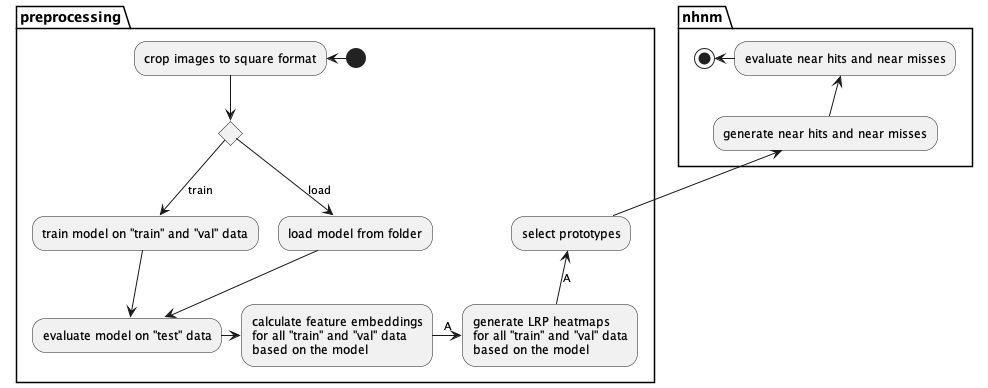 preprocessing
nhnm
crop images to square format
evaluate near hits and near misses
generate near hits and near misses
train
load
train model on "train" and "val" data
load model from folder
select prototypes
A
evaluate model on "test" data
calculate feature embeddings
for all "train" and "val" data
based on the model
A
generate LRP heatmaps
for all "train" and "val" data
based on the model